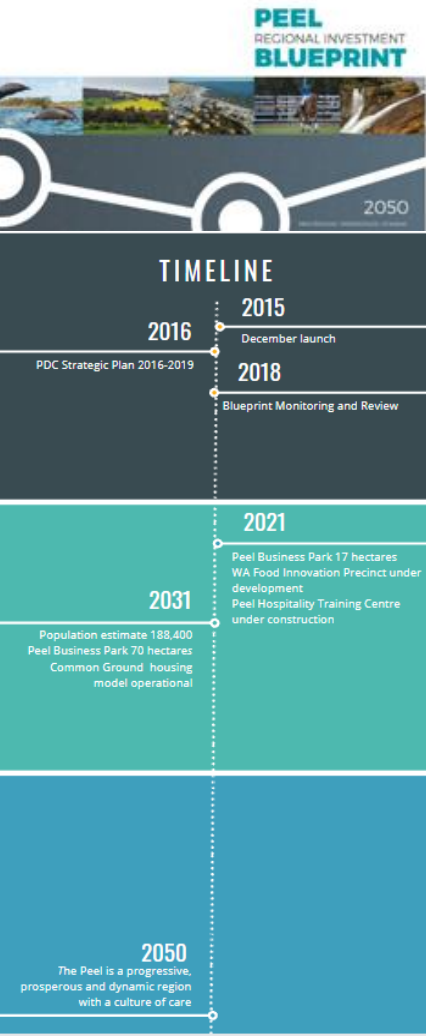 PEEL
REGIONAL INVESTMENT
BLUEPRINT
2050
TIMELINE
2015
December launch
2016
PDC Strategic Plan 2016-2019
2018
Blueprint Monitoring and Review
2021
Peel Business Park 17 hectares
WA Food Innovation Precinct under
development
Peel Hospitality Training Centre
under construction
2031
Population estimate 188,400
Peel Business Park 70 hectares
Common Ground housing
model operational
2050
The Peel is a progressive,
prosperous and dynamic region
with a culture of care